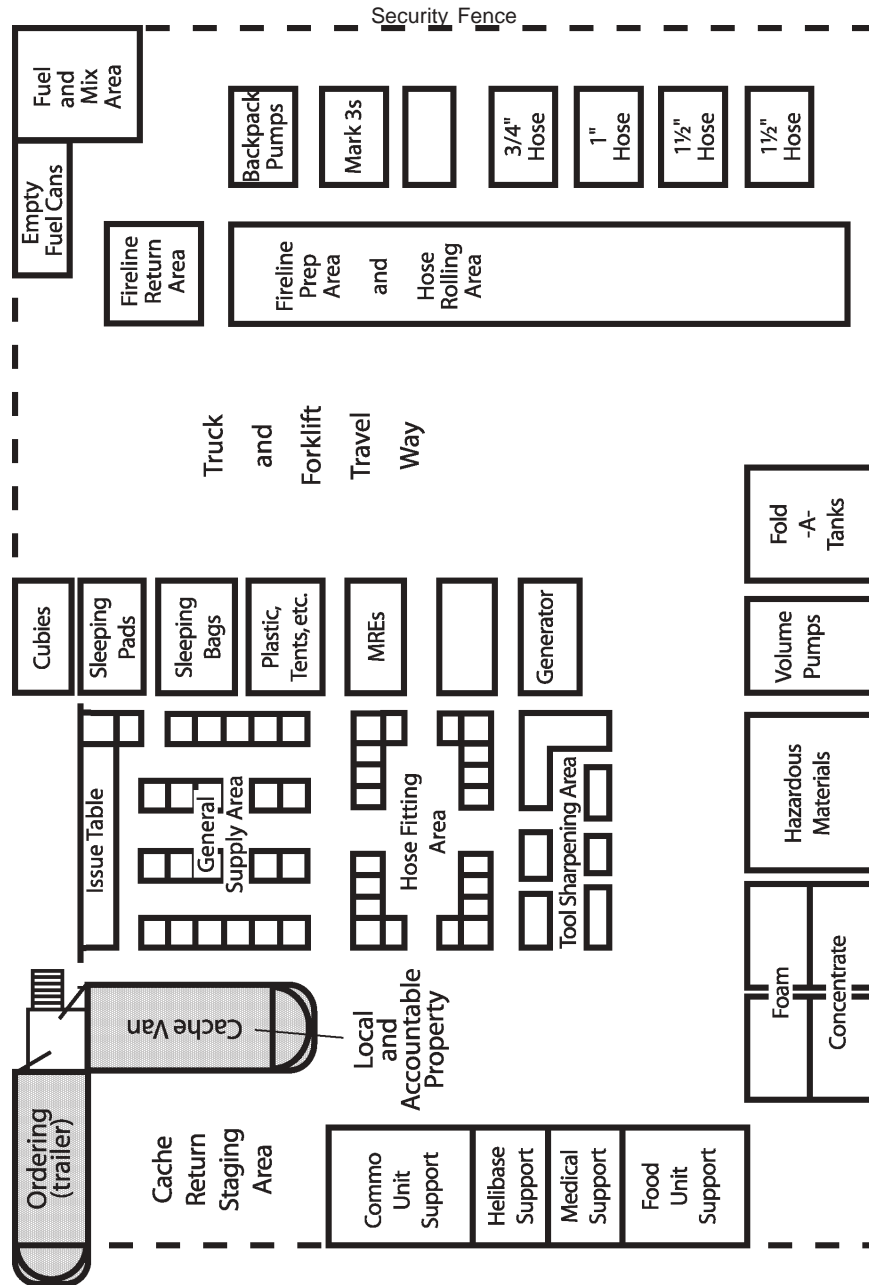 Security Fence
Fuel
and
Mix
Area
Empty
Fuel Cans
Backpack
Pumps
Mark 3s
3/4"
Hose
1"
Hose
1½"
Hose
1½"
Hose
Fireline
Return
Area
Fireline
Prep
Area
and
Hose
Rolling
Area
Truck
and
Forklift
Travel
Way
Cubies
Sleeping
Pads
Sleeping
Bags
Plastic,
Tents, etc.
MREs
Generator
Fold
-A-
Tanks
Volume
Pumps
Hazardous
Materials
Foam
Concentrate
Issue Table
General
Supply Area
Hose Fitting
Area
Tool Sharpening Area
Cache Van
Local
and
Accountable
Property
Ordering
(trailer)
Cache
Return
Staging
Area
Commo
Unit
Support
Helibase
Support
Medical
Support
Food
Unit
Support